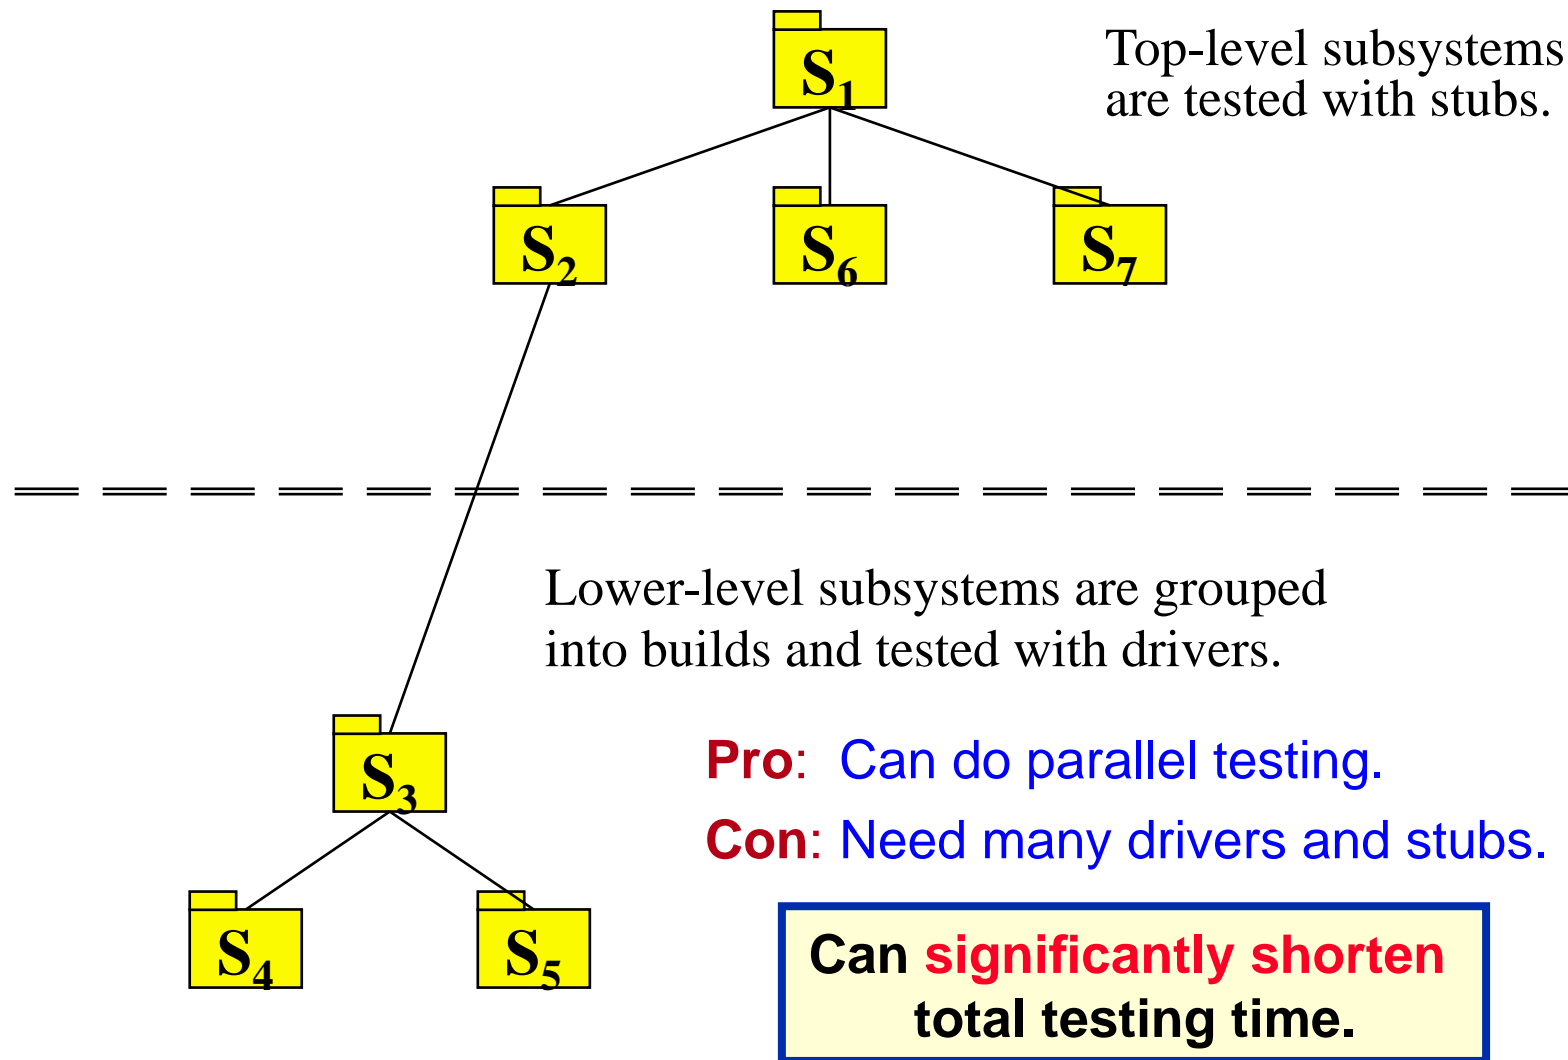 S1
Top-level subsystems
are tested with stubs.
S2
S6
S7
Lower-level subsystems are grouped
into builds and tested with drivers.
S3
Pro: Can do parallel testing.
Con: Need many drivers and stubs.
S4
S5
Can significantly shorten
total testing time.